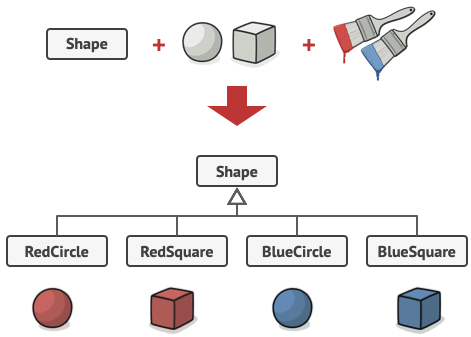 Shape + +
Shape
RedCircle RedSquare BlueCircle BlueSquare